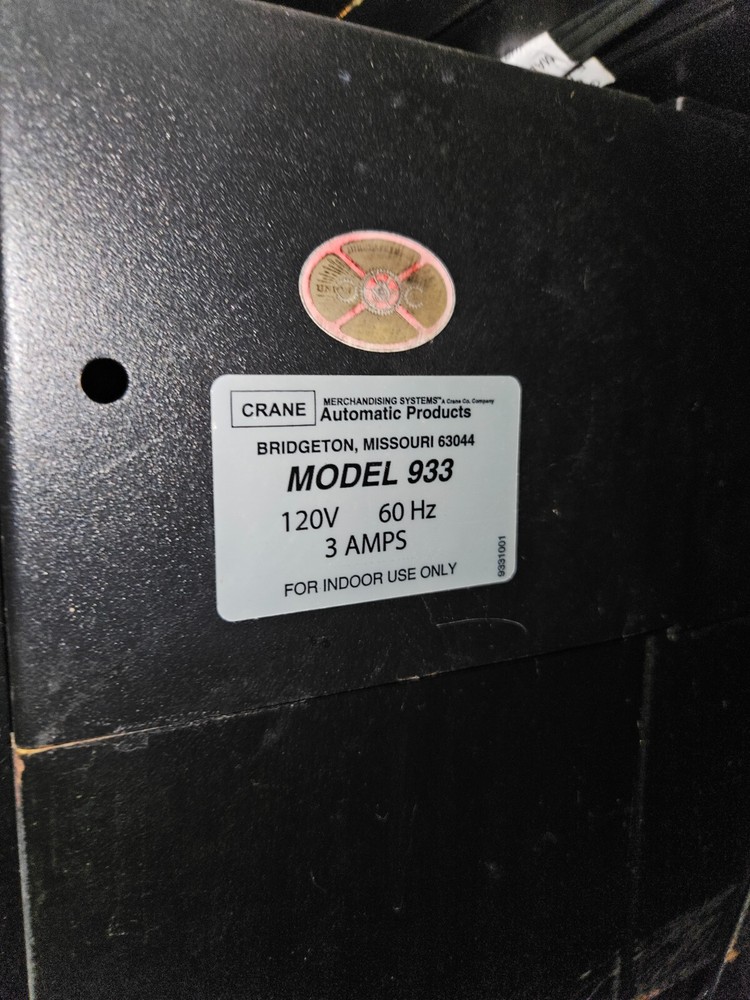 CRANE
MERCHANDISING SYSTEMS™ A Crane Co. Company
Automatic Products
BRIDGETON, MISSOURI 63044
MODEL 933
120V 60 Hz
3 AMPS
FOR INDOOR USE ONLY
9331001